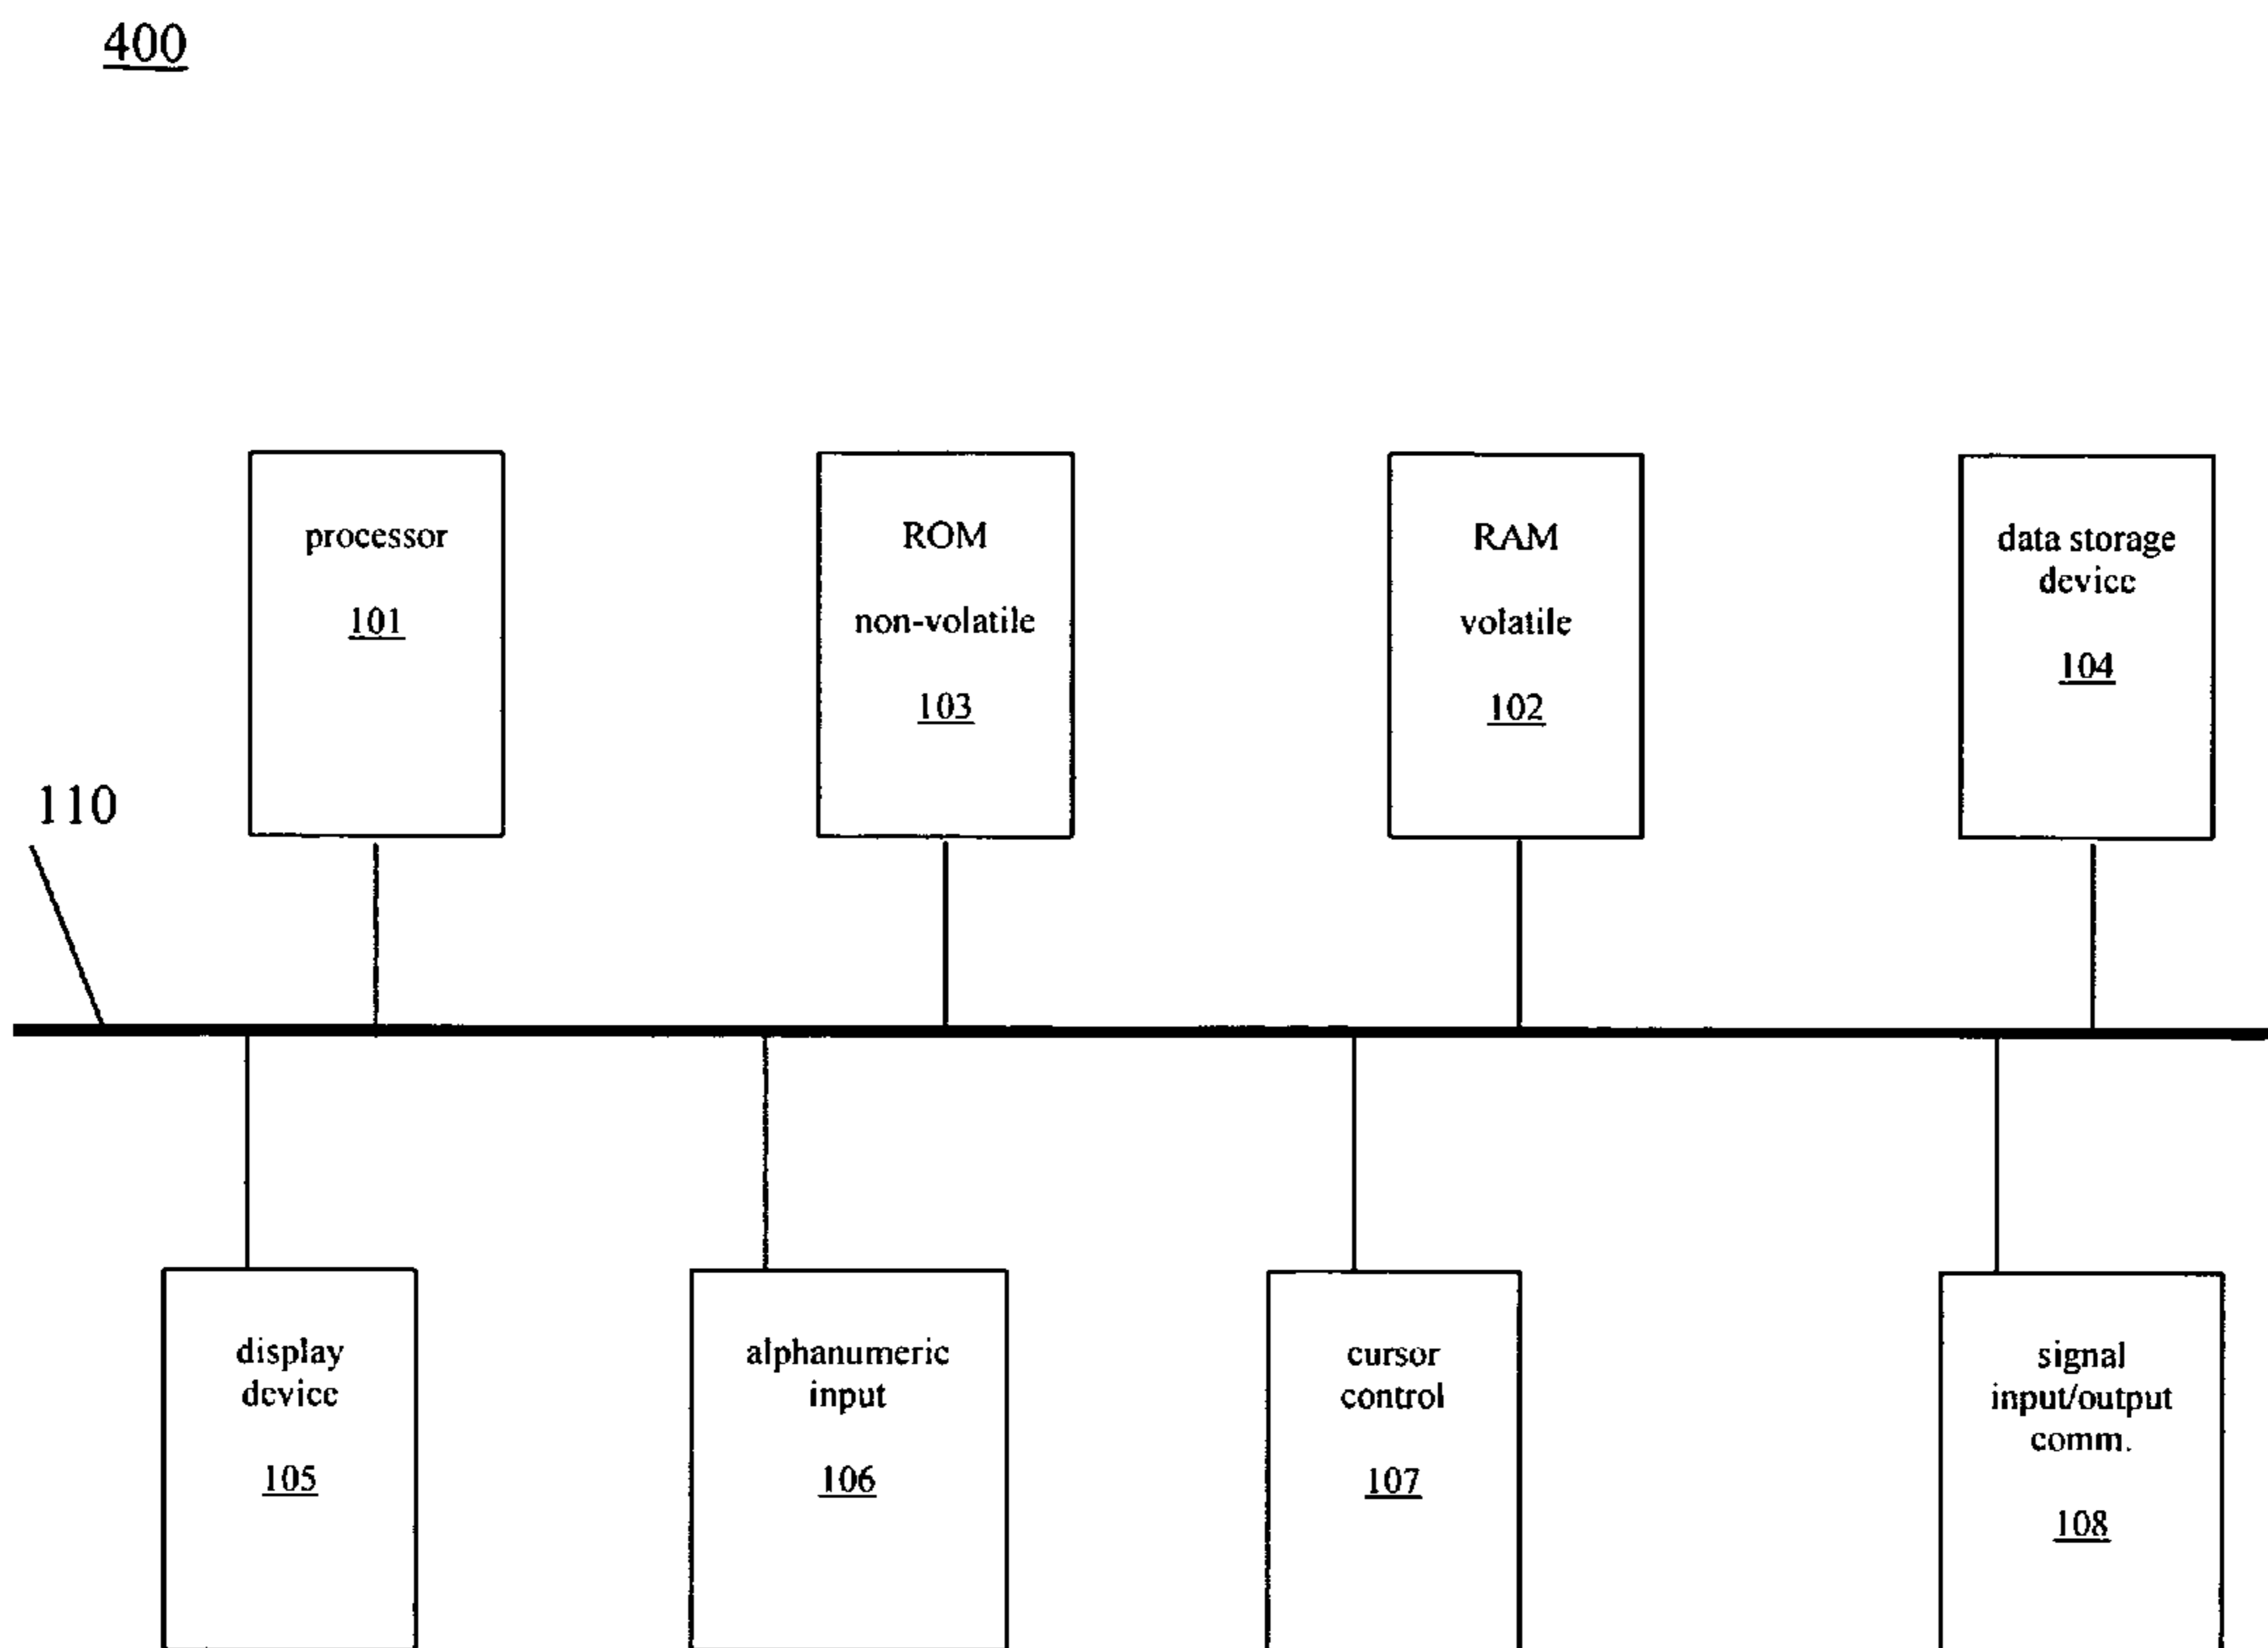 400
processor
101
ROM
non-volatile
103
RAM
volatile
102
data storage
device
104
110
display
device
105
alphanumeric
input
106
cursor
control
107
signal
input/output
comm.
108